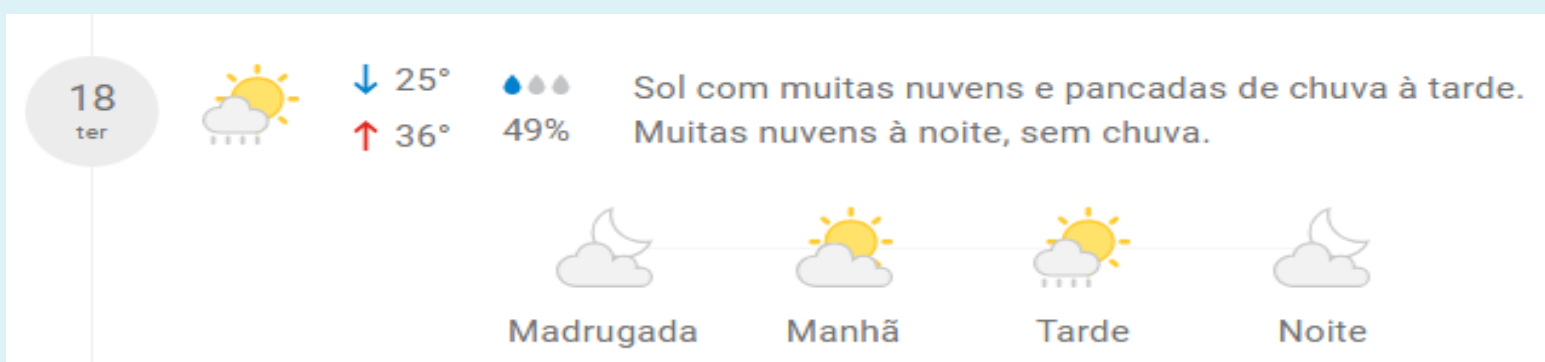 18
ter
↓ 25°
↑ 36°
49%
Sol com muitas nuvens e pancadas de chuva à tarde.
Muitas nuvens à noite, sem chuva.
Madrugada
Manhã
Tarde
Noite